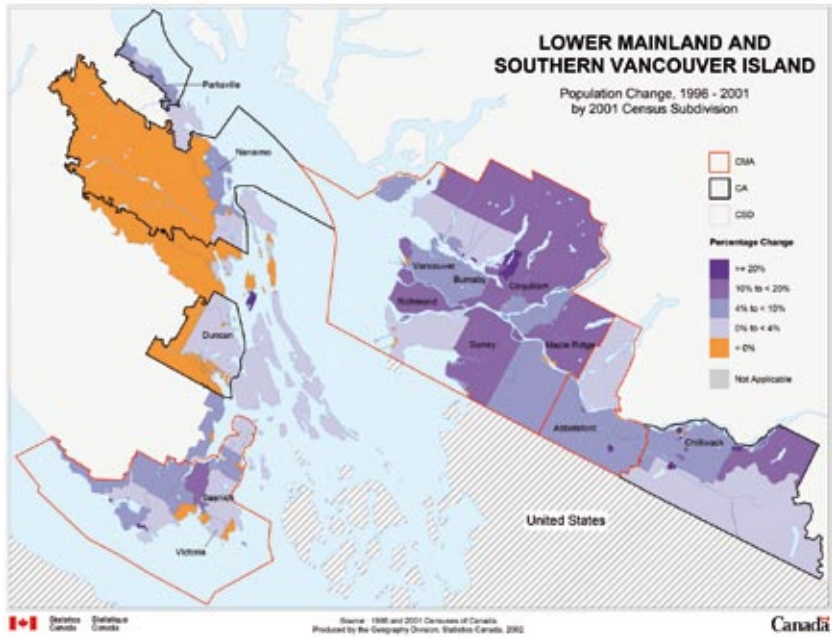 LOWER MAINLAND AND
SOUTHERN VANCOUVER ISLAND
Population Change, 1996 - 2001
by 2001 Census Subdivision
CMA
CA
CSD
Percentage Change
>= 20%
10% to < 20%
4% to < 10%
0% to < 4%
< 0%
Not Applicable
Parksville
Nanaimo
Vancouver
Burnaby
Coquitlam
Richmond
Surrey
Maple Ridge
Duncan
Abbotsford
Chilliwack
Saanich
Victoria
United States
Statistics Statistique
Canada Canada
Source : 1996 and 2001 Censuses of Canada.
Produced by the Geography Division, Statistics Canada, 2002.
Canada